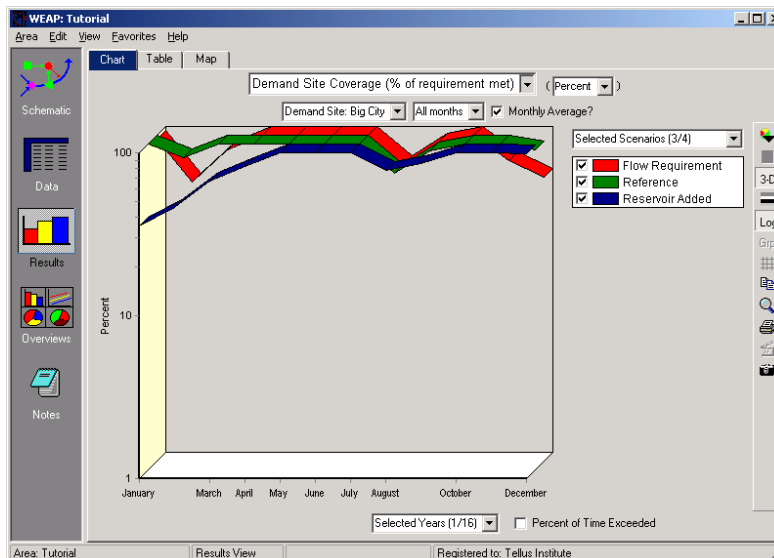 WEAP: Tutorial
Area Edit View Favorites Help
Chart Table Map
Schematic
Data
Results
Overviews
Notes
Demand Site Coverage (% of requirement met) ( Percent )
Demand Site: Big City All months Monthly Average?
Selected Scenarios (3/4)
Flow Requirement
Reference
Reservoir Added
Percent
100
10
1
January March April May June July August October December
Selected Years (1/16) Percent of Time Exceeded
3-D
Log
Grp
Area: Tutorial Results View Registered to: Tellus Institute